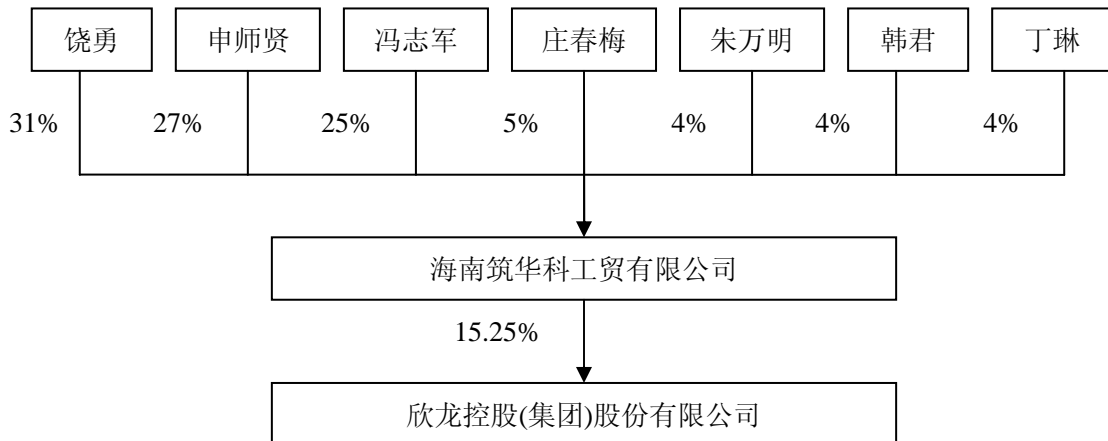 饶勇 申师贤 冯志军 庄春梅 朱万明 韩君 丁琳
31% 27% 25% 5% 4% 4% 4%
海南筑华科工贸有限公司
15.25%
欣龙控股(集团)股份有限公司